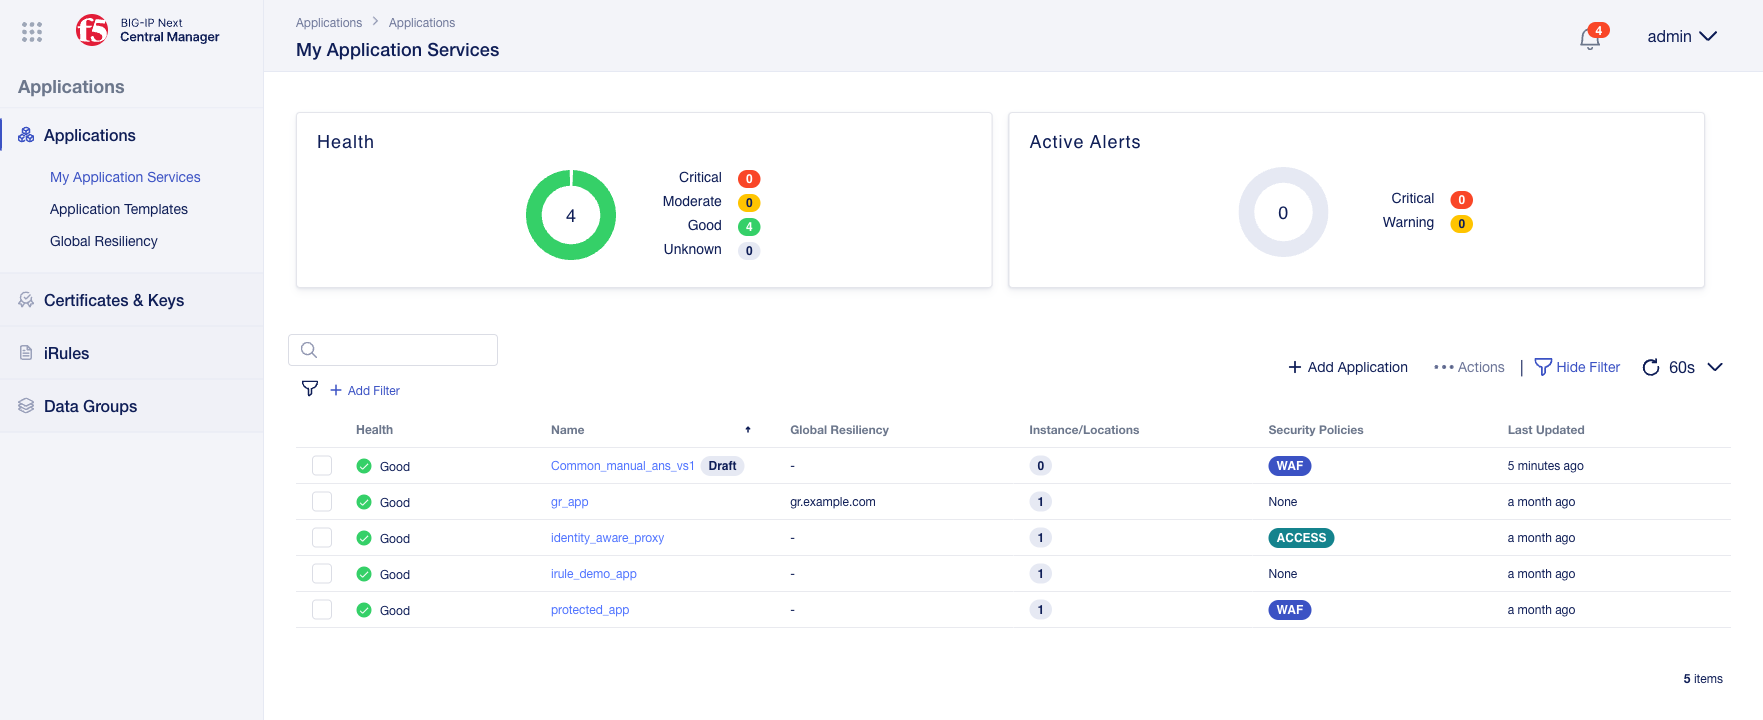 f5
BIG-IP Next
Central Manager
Applications
Applications
My Application Services
Application Templates
Global Resiliency
Certificates & Keys
iRules
Data Groups
Applications > Applications
My Application Services
4
admin
Health
4
Critical 0
Moderate 0
Good 4
Unknown 0
Active Alerts
0
Critical 0
Warning 0
+ Add Application ••• Actions | Hide Filter 60s
+ Add Filter
Health Name Global Resiliency Instance/Locations Security Policies Last Updated
Good Common_manual_ans_vs1 Draft - 0 WAF 5 minutes ago
Good gr_app gr.example.com 1 None a month ago
Good identity_aware_proxy - 1 ACCESS a month ago
Good irule_demo_app - 1 None a month ago
Good protected_app - 1 WAF a month ago
5 items